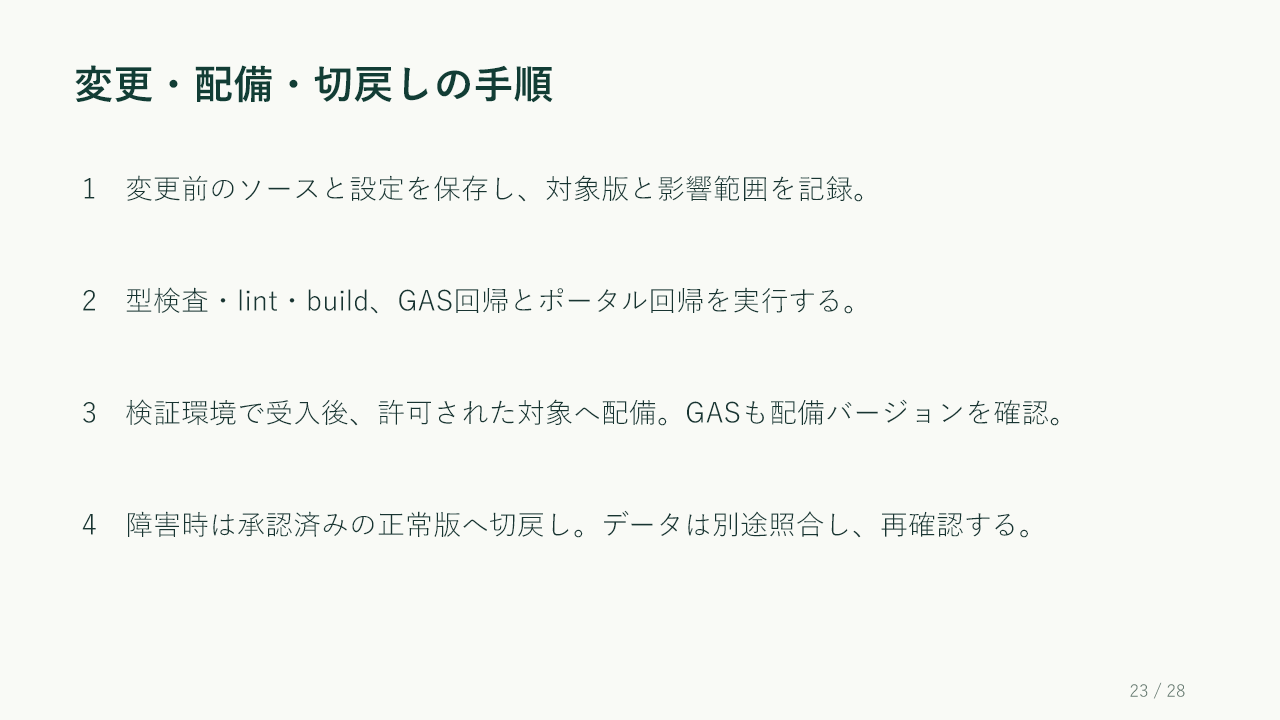 変更・配備・切戻しの手順
1 変更前のソースと設定を保存し、対象版と影響範囲を記録。
2 型検査・lint・build、GAS回帰とポータル回帰を実行する。
3 検証環境で受入後、許可された対象へ配備。GASも配備バージョンを確認。
4 障害時は承認済みの正常版へ切戻し。データは別途照合し、再確認する。
23 / 28